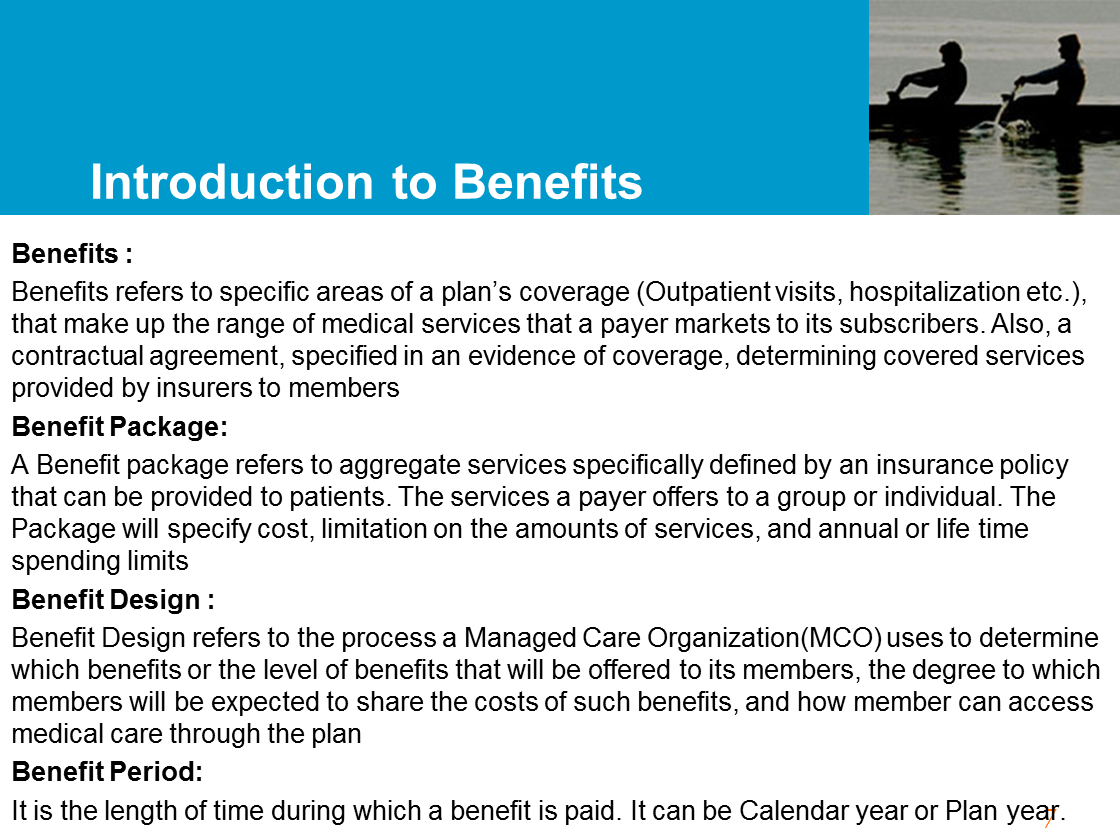 Introduction to Benefits
Benefits :
Benefits refers to specific areas of a plan’s coverage (Outpatient visits, hospitalization etc.),
that make up the range of medical services that a payer markets to its subscribers. Also, a
contractual agreement, specified in an evidence of coverage, determining covered services
provided by insurers to members
Benefit Package:
A Benefit package refers to aggregate services specifically defined by an insurance policy
that can be provided to patients. The services a payer offers to a group or individual. The
Package will specify cost, limitation on the amounts of services, and annual or life time
spending limits
Benefit Design :
Benefit Design refers to the process a Managed Care Organization(MCO) uses to determine
which benefits or the level of benefits that will be offered to its members, the degree to which
members will be expected to share the costs of such benefits, and how member can access
medical care through the plan
Benefit Period:
It is the length of time during which a benefit is paid. It can be Calendar year or Plan year.
7